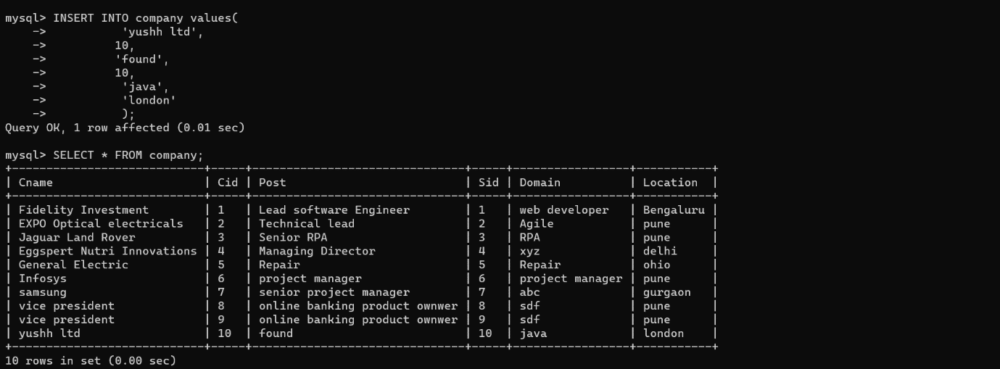 mysql> INSERT INTO company values(
    ->           'yushh ltd',
    ->          10,
    ->          'found',
    ->          10,
    ->           'java',
    ->           'london'
    ->           );
Query OK, 1 row affected (0.01 sec)

mysql> SELECT * FROM company;
+----------------------------+-----+-------------------------------+-----+-----------------+-----------+
| Cname                      | Cid | Post                          | Sid | Domain          | Location  |
+----------------------------+-----+-------------------------------+-----+-----------------+-----------+
| Fidelity Investment        | 1   | Lead software Engineer        | 1   | web developer   | Bengaluru |
| EXPO Optical electricals   | 2   | Technical lead                | 2   | Agile           | pune      |
| Jaguar Land Rover          | 3   | Senior RPA                    | 3   | RPA             | pune      |
| Eggspert Nutri Innovations | 4   | Managing Director             | 4   | xyz             | delhi     |
| General Electric           | 5   | Repair                        | 5   | Repair          | ohio      |
| Infosys                    | 6   | project manager               | 6   | project manager | pune      |
| samsung                    | 7   | senior project manager        | 7   | abc             | gurgaon   |
| vice president             | 8   | online banking product ownwer | 8   | sdf             | pune      |
| vice president             | 9   | online banking product ownwer | 9   | sdf             | pune      |
| yushh ltd                  | 10  | found                         | 10  | java            | london    |
+----------------------------+-----+-------------------------------+-----+-----------------+-----------+
10 rows in set (0.00 sec)